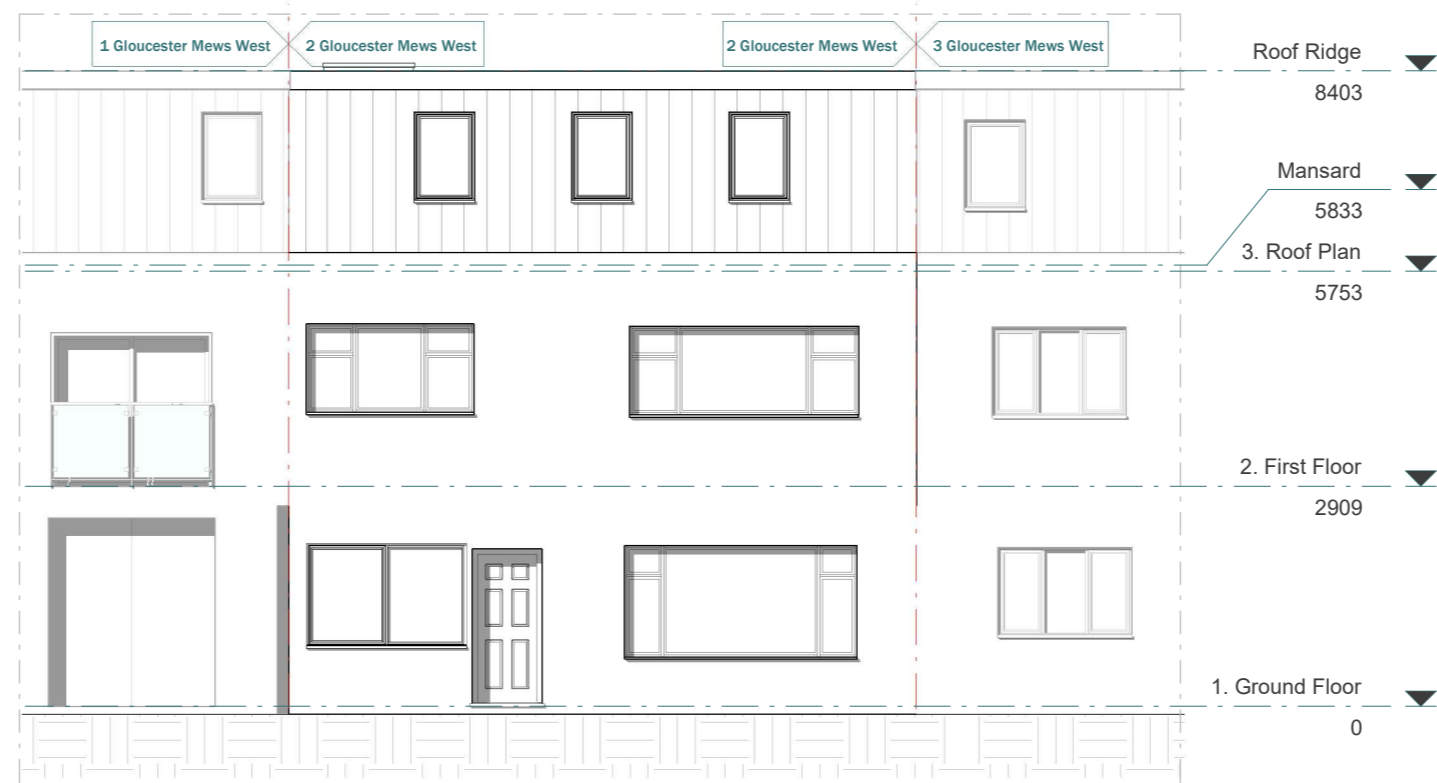 1 Gloucester Mews West
2 Gloucester Mews West
2 Gloucester Mews West
3 Gloucester Mews West
Roof Ridge
8403
Mansard
5833
3. Roof Plan
5753
2. First Floor
2909
1. Ground Floor
0